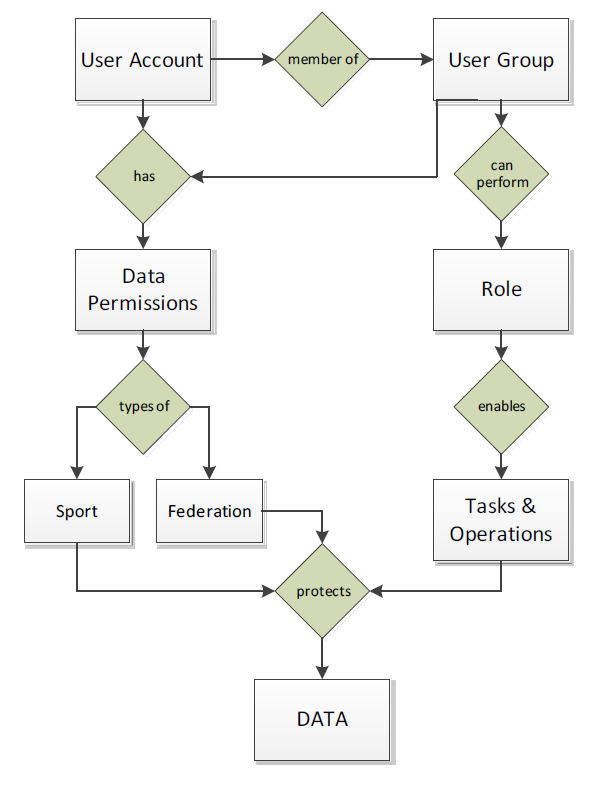 User Account
member of
User Group
has
can
perform
Data
Permissions
Role
types of
enables
Sport
Federation
Tasks &
Operations
protects
DATA